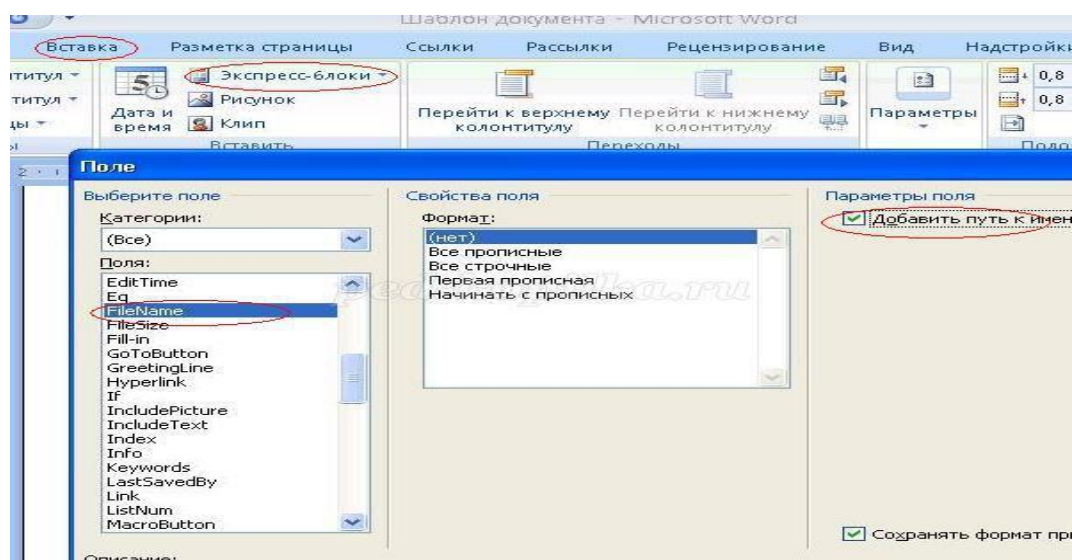 Шаблон документа - Microsoft Word
Вставка Разметка страницы Ссылки Рассылки Рецензирование Вид Надстройки
титул
титул
Дата и время
Экспресс-блоки
Рисунок
Клип
Вставить
Перейти к верхнему колонтитулу
Перейти к нижнему колонтитулу
Переходы
Параметры
0,8
0,8
2
Поле
Выберите поле
Категории:
(Все)
Поля:
EditTime
Eq
FileName
FileSize
Fill-in
GoToButton
GreetingLine
Hyperlink
If
IncludePicture
IncludeText
Index
Info
Keywords
LastSavedBy
Link
ListNum
MacroButton
Описание:
Свойства поля
Формат:
(нет)
Все прописные
Все строчные
Первая прописная
Начинать с прописных
Параметры поля
Добавить путь к имен
Сохранять формат при